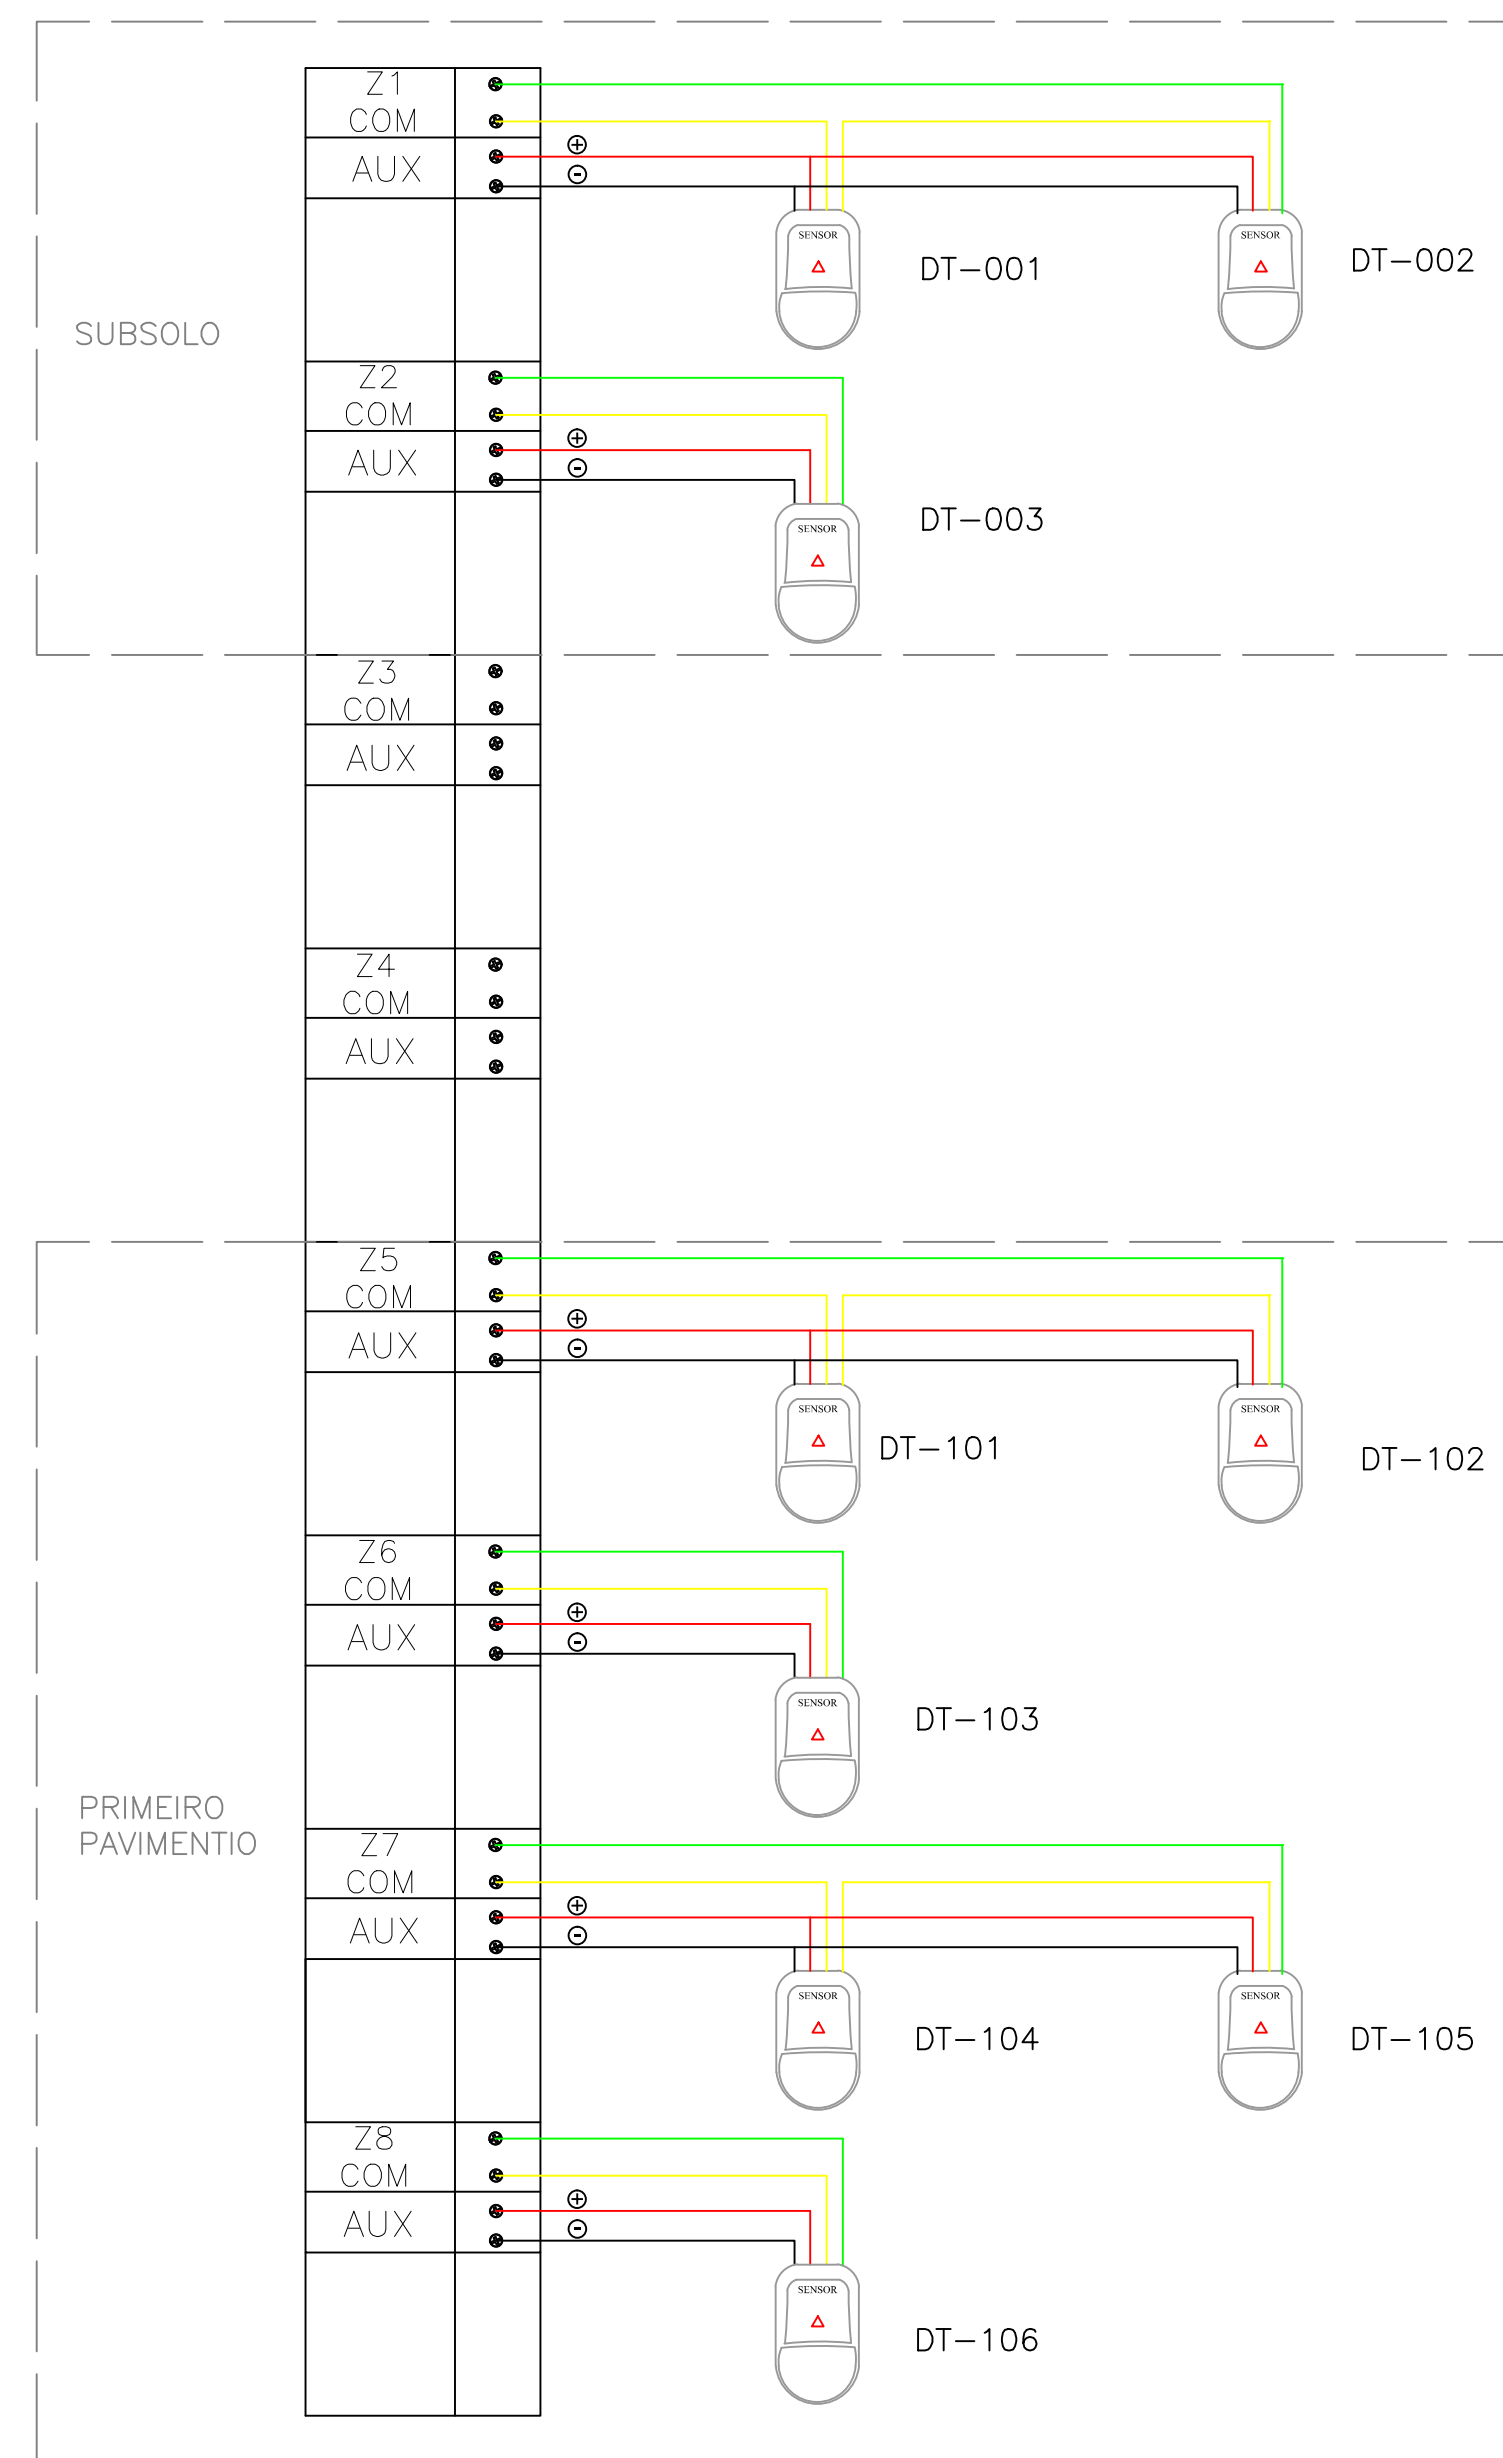 Z1
COM
AUX
SENSOR
DT-001
SENSOR
DT-002
SUBSOLO
Z2
COM
AUX
SENSOR
DT-003
Z3
COM
AUX
Z4
COM
AUX
Z5
COM
AUX
SENSOR
DT-101
SENSOR
DT-102
Z6
COM
AUX
SENSOR
DT-103
PRIMEIRO
PAVIMENTIO
Z7
COM
AUX
SENSOR
DT-104
SENSOR
DT-105
Z8
COM
AUX
SENSOR
DT-106